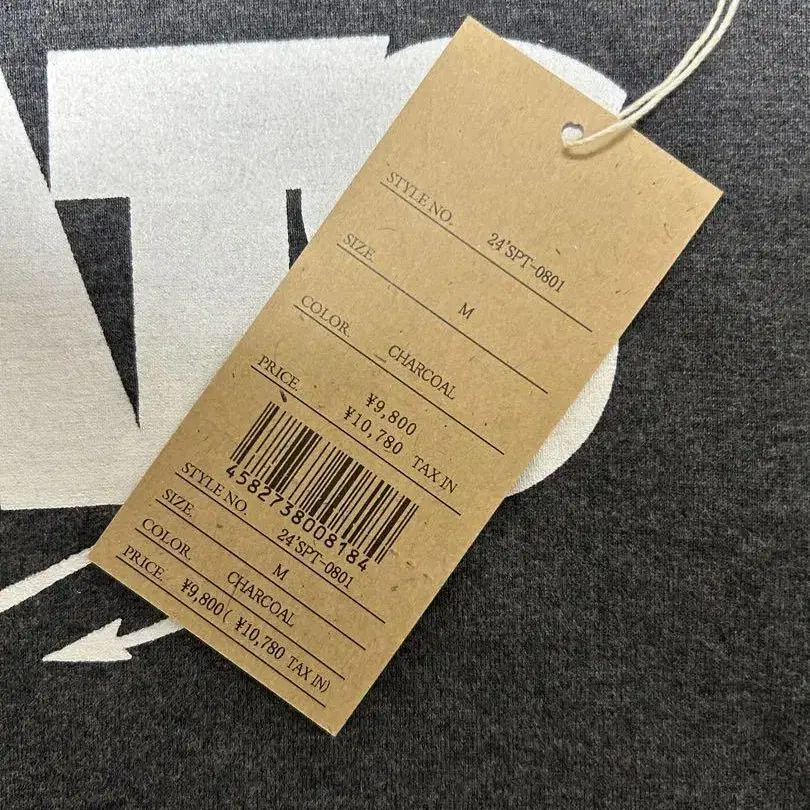 STYLE NO. 24'SPT-0801
SIZE. M
COLOR. CHARCOAL
PRICE. ¥9,800
¥10,780 TAX IN
4582738008184
STYLE NO. 24'SPT-0801
SIZE. M
COLOR. CHARCOAL
PRICE. ¥9,800( ¥10,780 TAX IN)